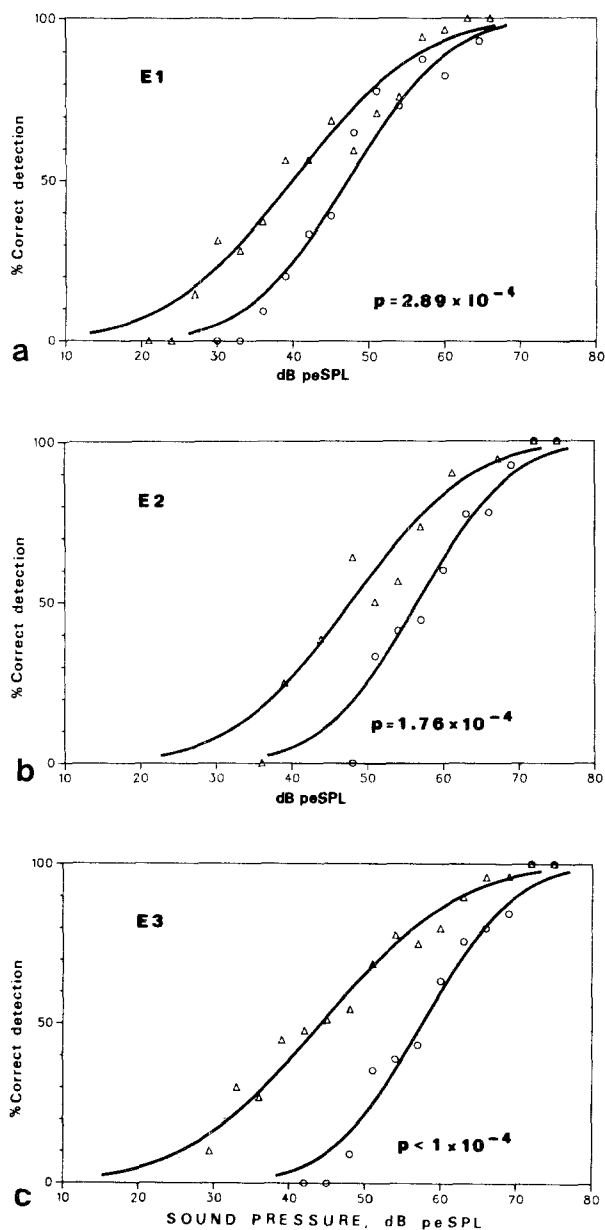 100
E1
50
% Correct detection
p = 2.89 x 10⁻⁴
0
a
10 20 30 40 50 60 70 80
dB peSPL
100
E2
50
% Correct detection
p = 1.76 x 10⁻⁴
0
b
10 20 30 40 50 60 70 80
dB peSPL
100
E3
50
% Correct detection
p < 1 x 10⁻⁴
0
c
10 20 30 40 50 60 70 80
SOUND PRESSURE, dB peSPL